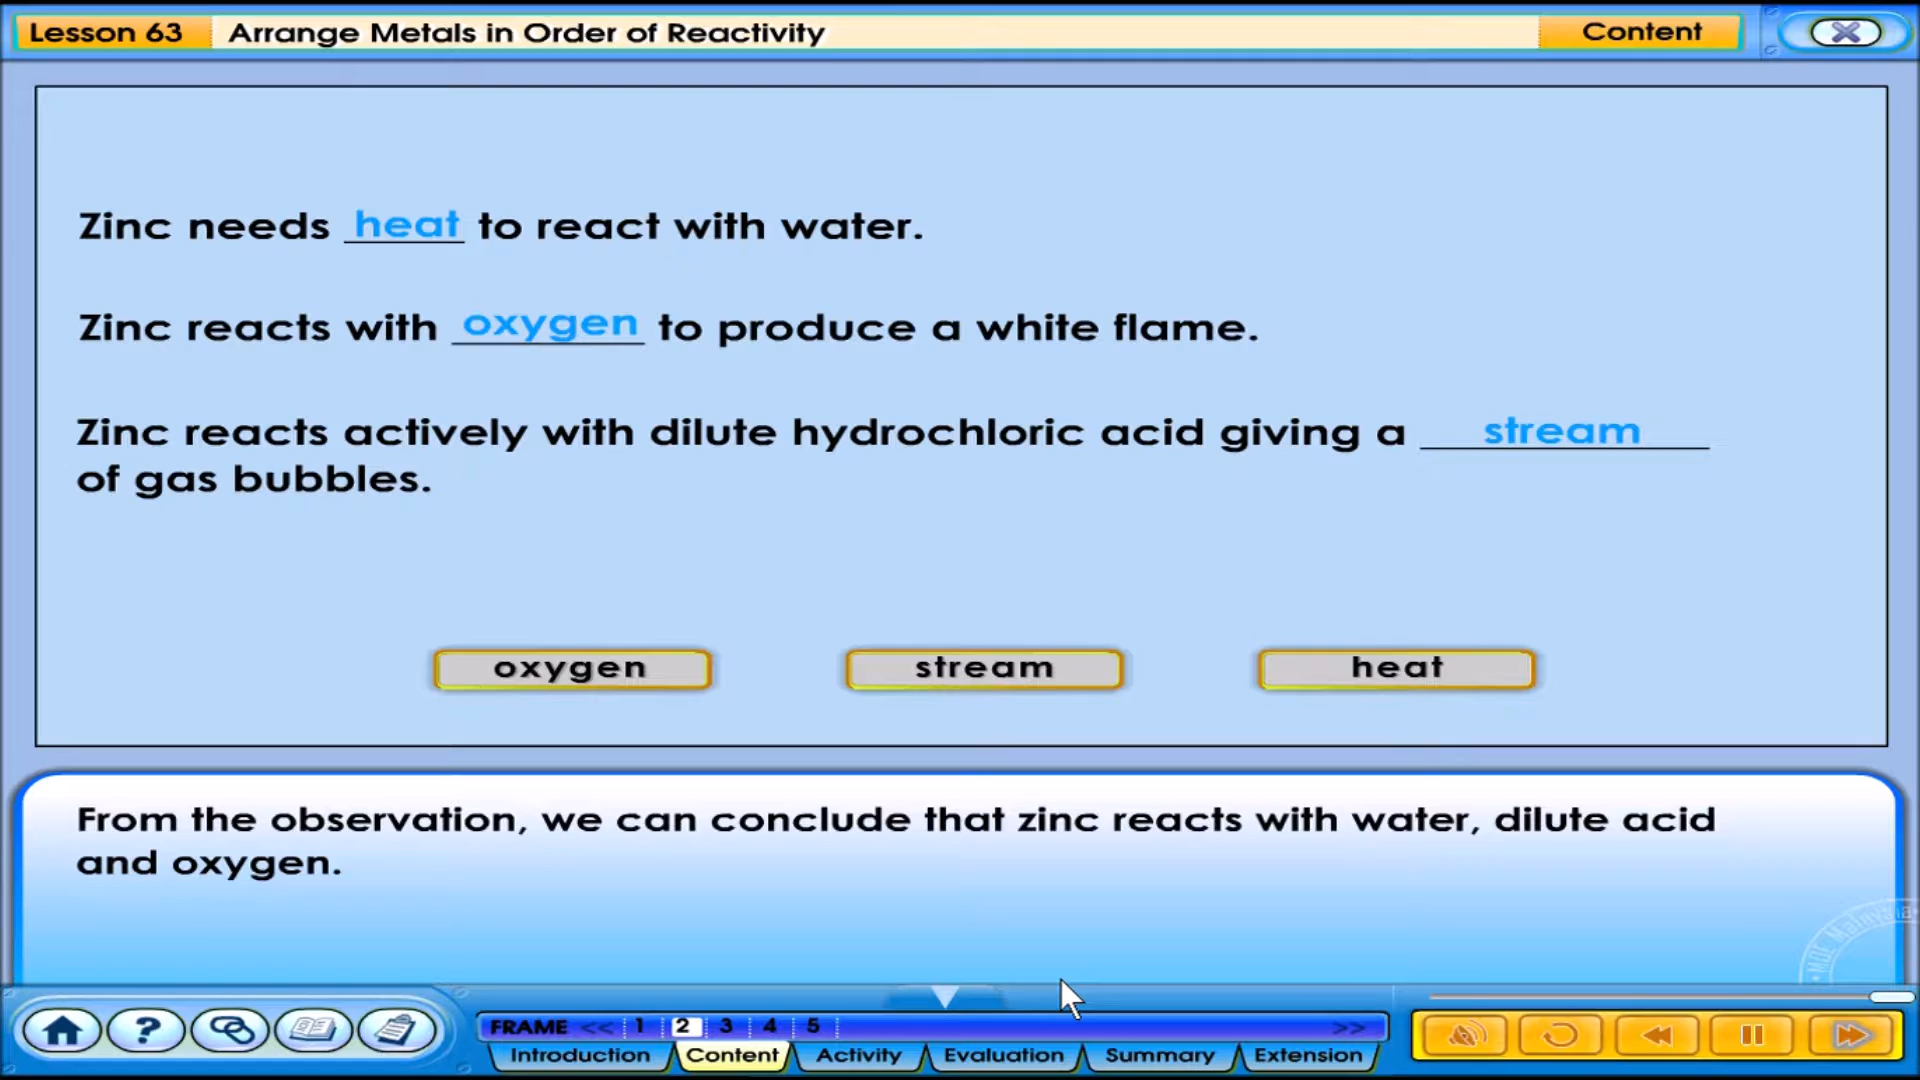 Lesson 63 Arrange Metals in Order of Reactivity Content
Zinc needs heat to react with water.
Zinc reacts with oxygen to produce a white flame.
Zinc reacts actively with dilute hydrochloric acid giving a stream
of gas bubbles.
oxygen stream heat
From the observation, we can conclude that zinc reacts with water, dilute acid
and oxygen.
FRAME << 1 2 3 4 5 >>
Introduction Content Activity Evaluation Summary Extension